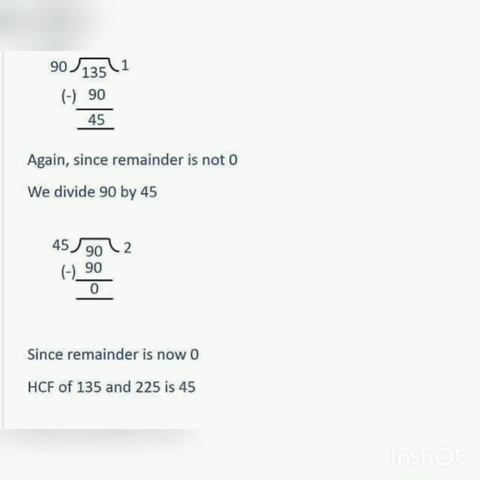 90 135 1
(-) 90
45
Again, since remainder is not 0
We divide 90 by 45
45 90 2
(-) 90
0
Since remainder is now 0
HCF of 135 and 225 is 45
InShOt